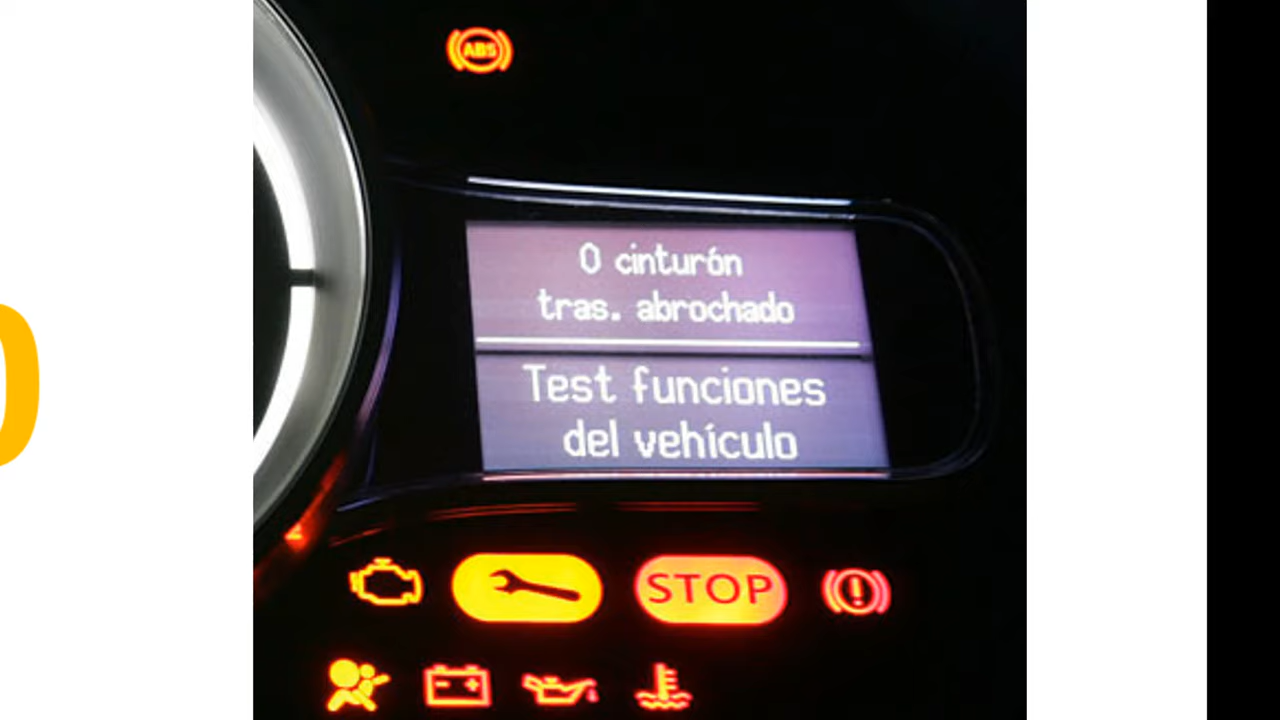 ABS
0 cinturón
tras. abrochado
Test funciones
del vehículo
STOP